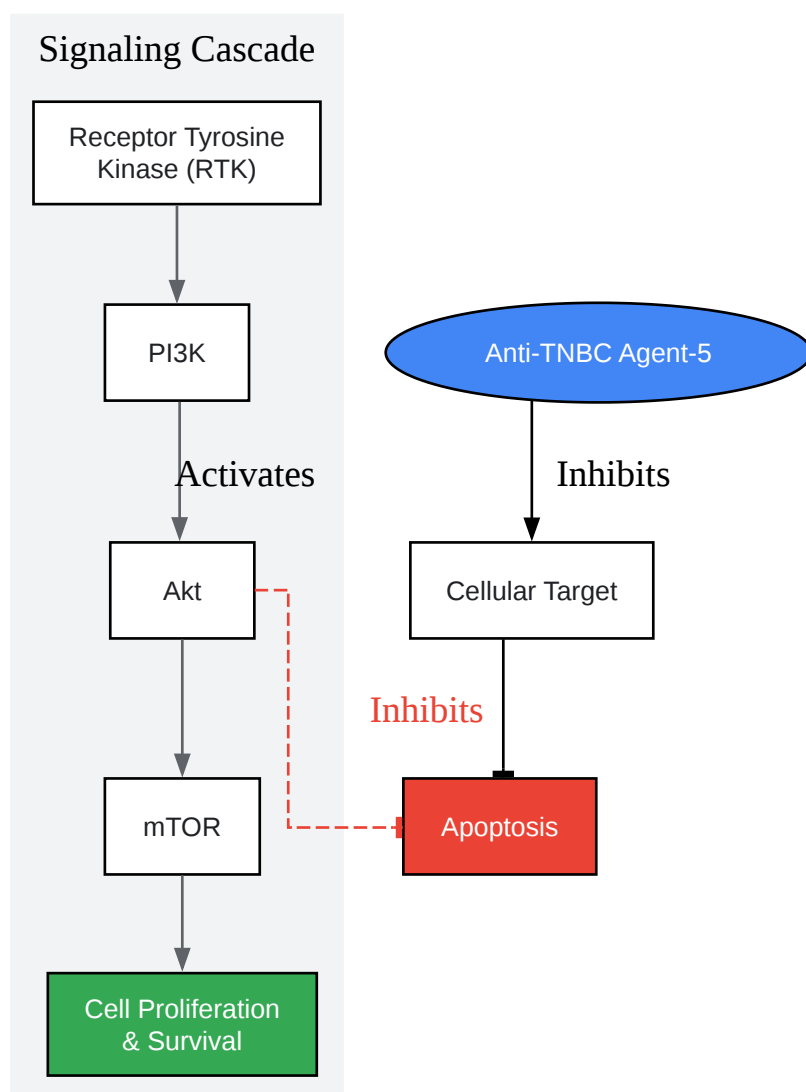 Signaling Cascade
Receptor Tyrosine
Kinase (RTK)
PI3K
Anti-TNBC Agent-5
Activates
Inhibits
Akt
Cellular Target
Inhibits
mTOR
Apoptosis
Cell Proliferation
& Survival